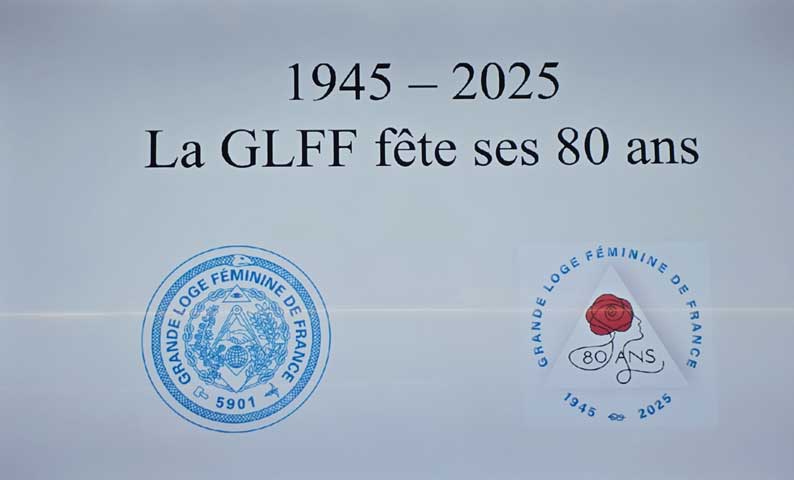 1945 – 2025
La GLFF fête ses 80 ans
GRANDE LOGE FÉMININE DE FRANCE
5901
GRANDE LOGE FÉMININE DE FRANCE
80 ANS
1945 2025